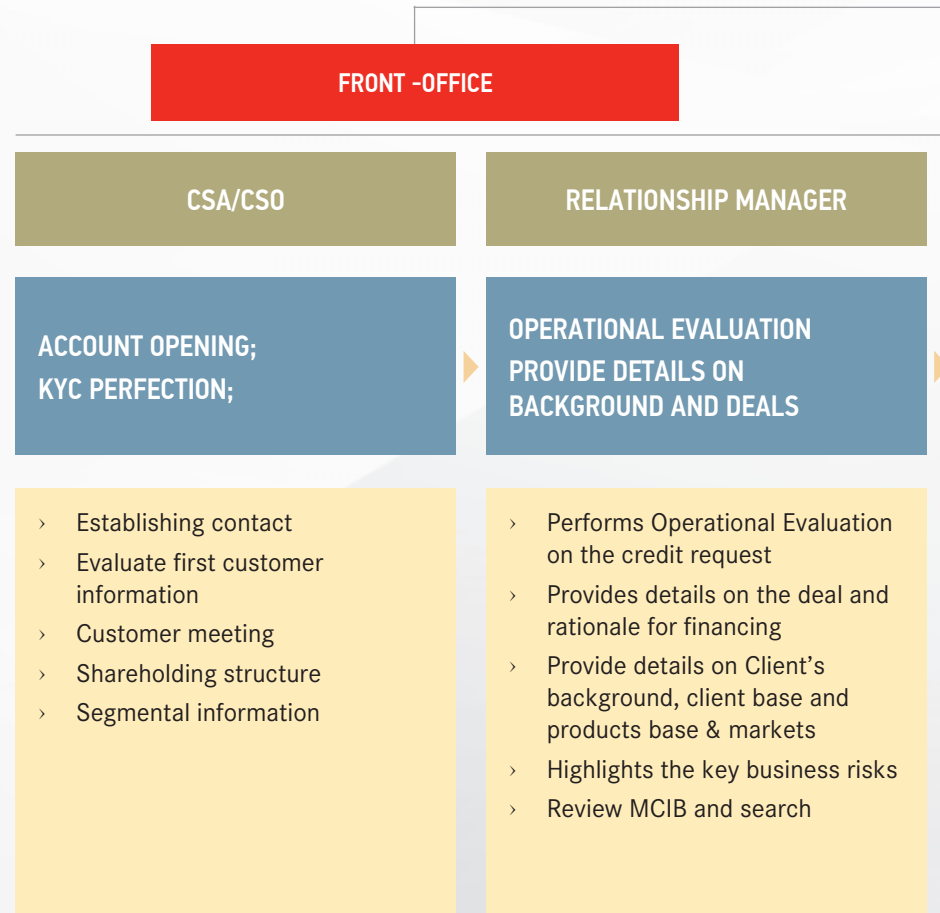 FRONT -OFFICE
CSA/CSO
ACCOUNT OPENING;
KYC PERFECTION;
› Establishing contact
› Evaluate first customer
information
› Customer meeting
› Shareholding structure
› Segmental information
RELATIONSHIP MANAGER
OPERATIONAL EVALUATION
PROVIDE DETAILS ON
BACKGROUND AND DEALS
› Performs Operational Evaluation
on the credit request
› Provides details on the deal and
rationale for financing
› Provide details on Client’s
background, client base and
products base & markets
› Highlights the key business risks
› Review MCIB and search